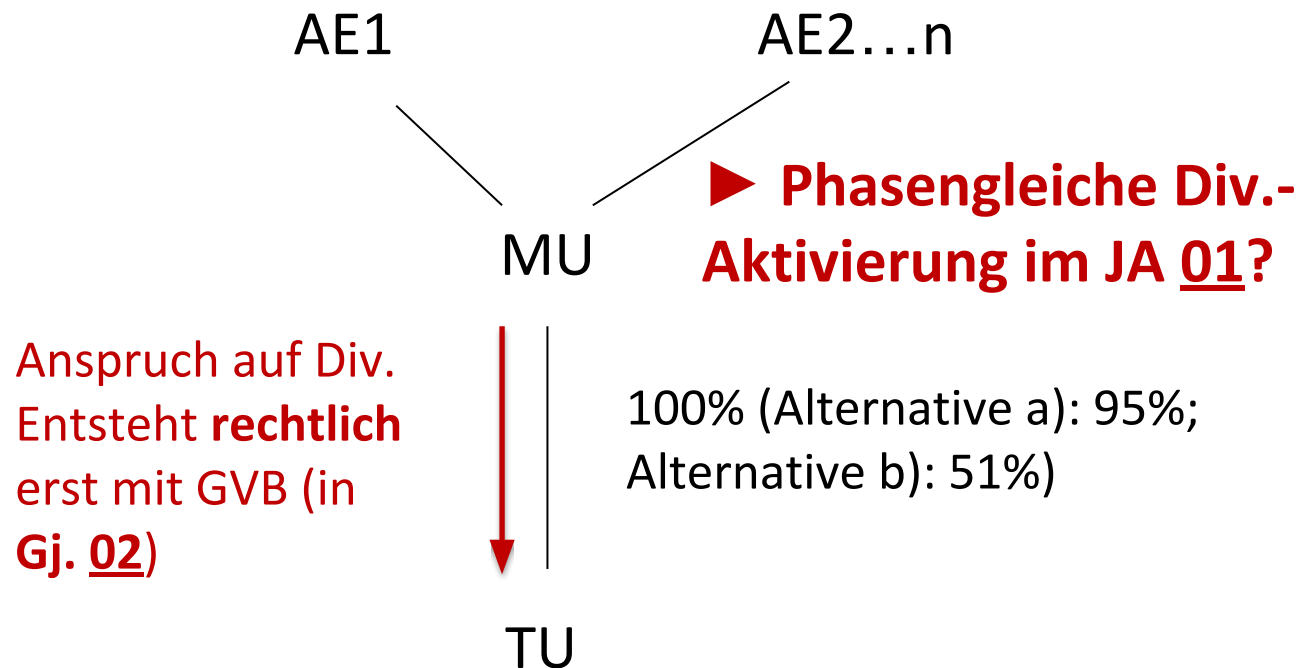 AE1
AE2…n
► Phasengleiche Div.-
Aktivierung im JA 01?
MU
Anspruch auf Div.
Entsteht rechtlich
erst mit GVB (in
Gj. 02)
100% (Alternative a): 95%;
Alternative b): 51%)
TU